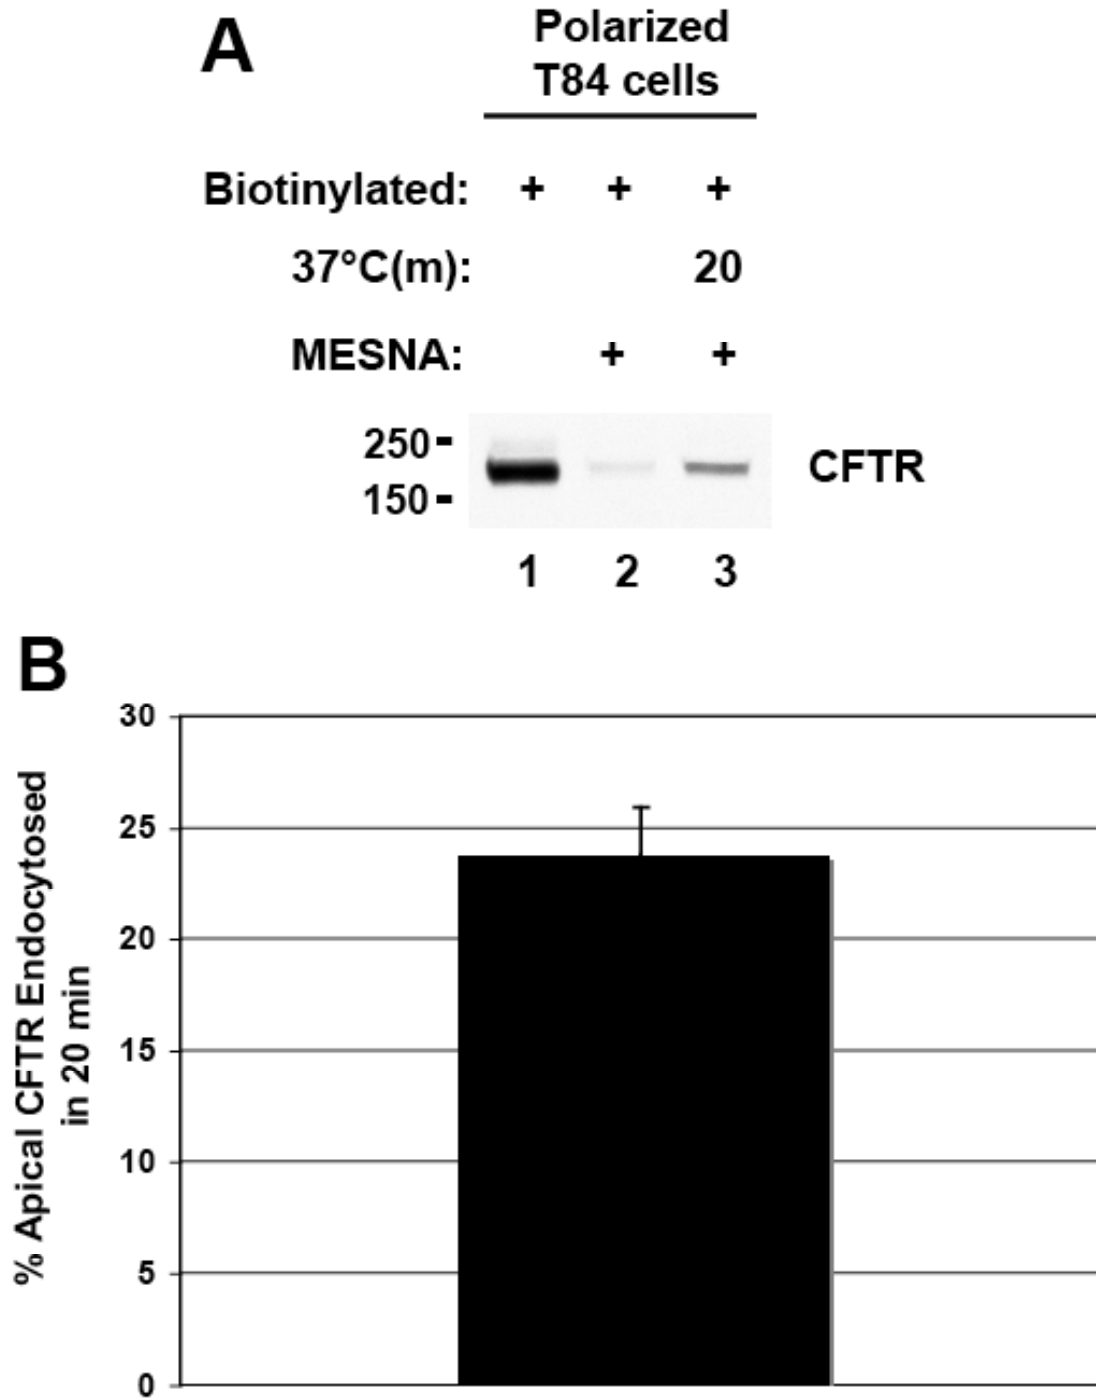 A
Polarized
T84 cells
Biotinylated: + + +
37°C(m): 20
MESNA: + +
250-
150-
CFTR
1 2 3
B
% Apical CFTR Endocytosed
in 20 min
30
25
20
15
10
5
0